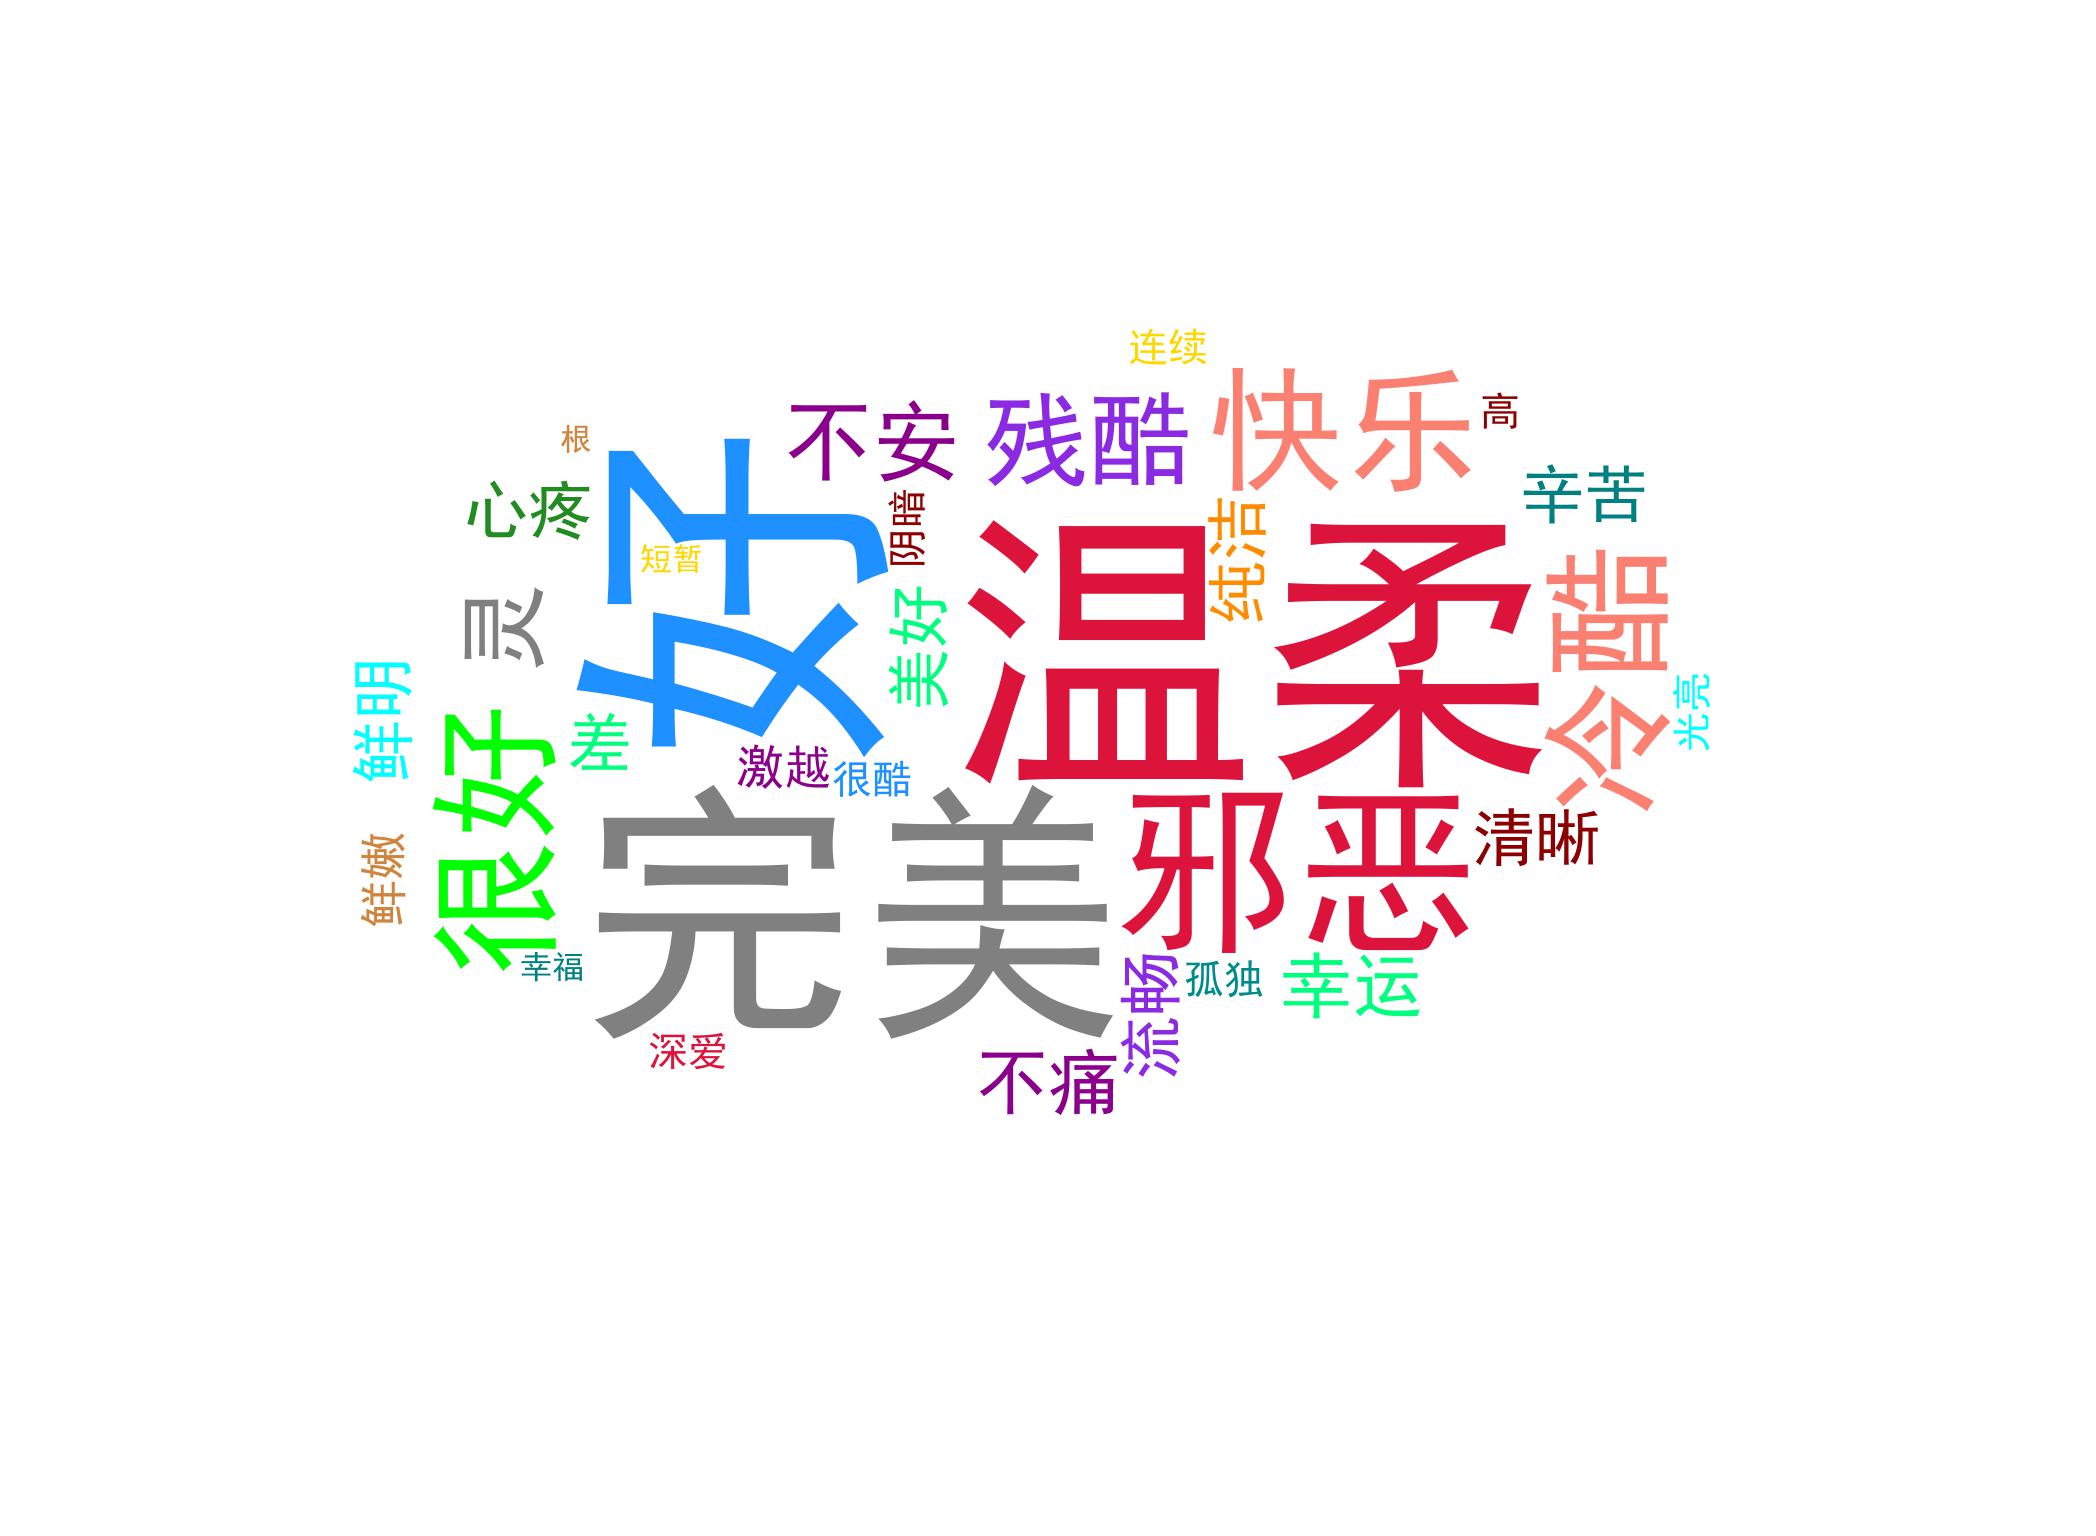 连续
快乐
残酷
高
不安
根
辛苦
心疼
好
阴暗
纯洁
温柔
短暂
冷酷
灵
美好
鲜明
光亮
很好
差
激越
很酷
完美
邪恶
清晰
鲜嫩
幸福
流畅
孤独
幸运
深爱
不痛